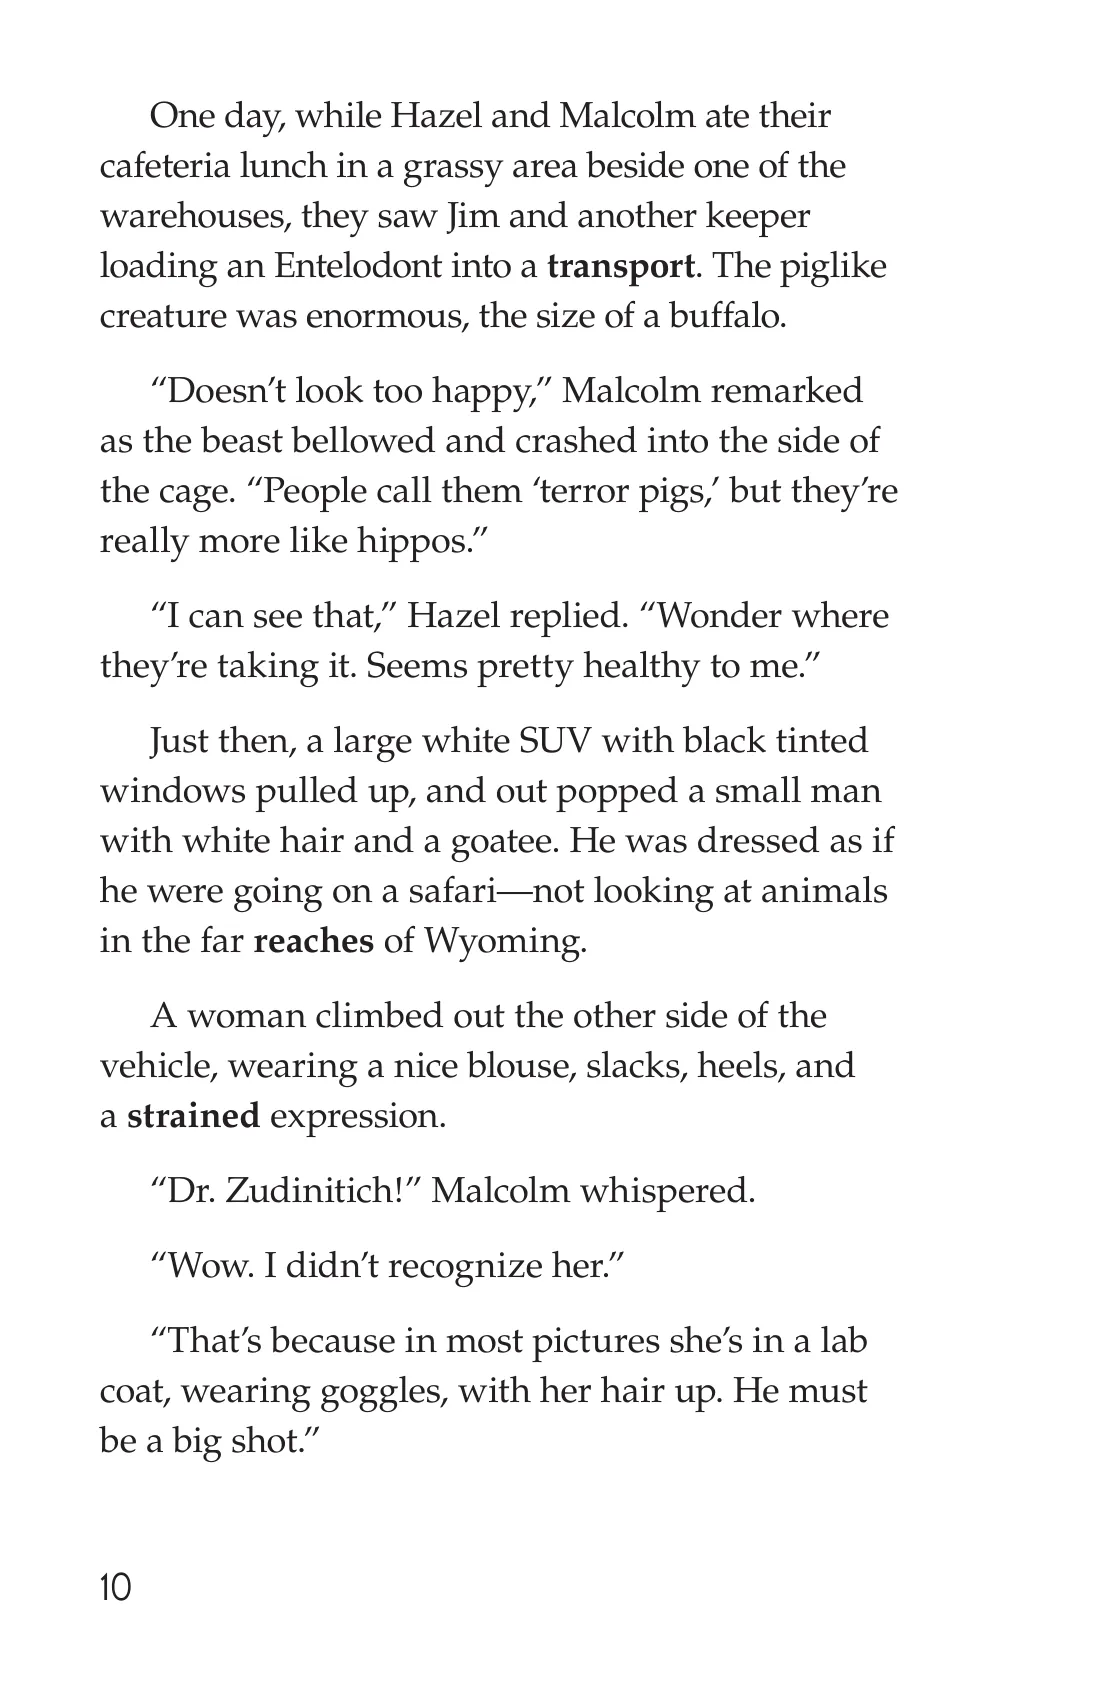 One day, while Hazel and Malcolm ate their
cafeteria lunch in a grassy area beside one of the
warehouses, they saw Jim and another keeper
loading an Entelodont into a transport. The piglike
creature was enormous, the size of a buffalo.
“Doesn’t look too happy,” Malcolm remarked
as the beast bellowed and crashed into the side of
the cage. “People call them ‘terror pigs,’ but they’re
really more like hippos.”
“I can see that,” Hazel replied. “Wonder where
they’re taking it. Seems pretty healthy to me.”
Just then, a large white SUV with black tinted
windows pulled up, and out popped a small man
with white hair and a goatee. He was dressed as if
he were going on a safari—not looking at animals
in the far reaches of Wyoming.
A woman climbed out the other side of the
vehicle, wearing a nice blouse, slacks, heels, and
a strained expression.
“Dr. Zudinitich!” Malcolm whispered.
“Wow. I didn’t recognize her.”
“That’s because in most pictures she’s in a lab
coat, wearing goggles, with her hair up. He must
be a big shot.”
10